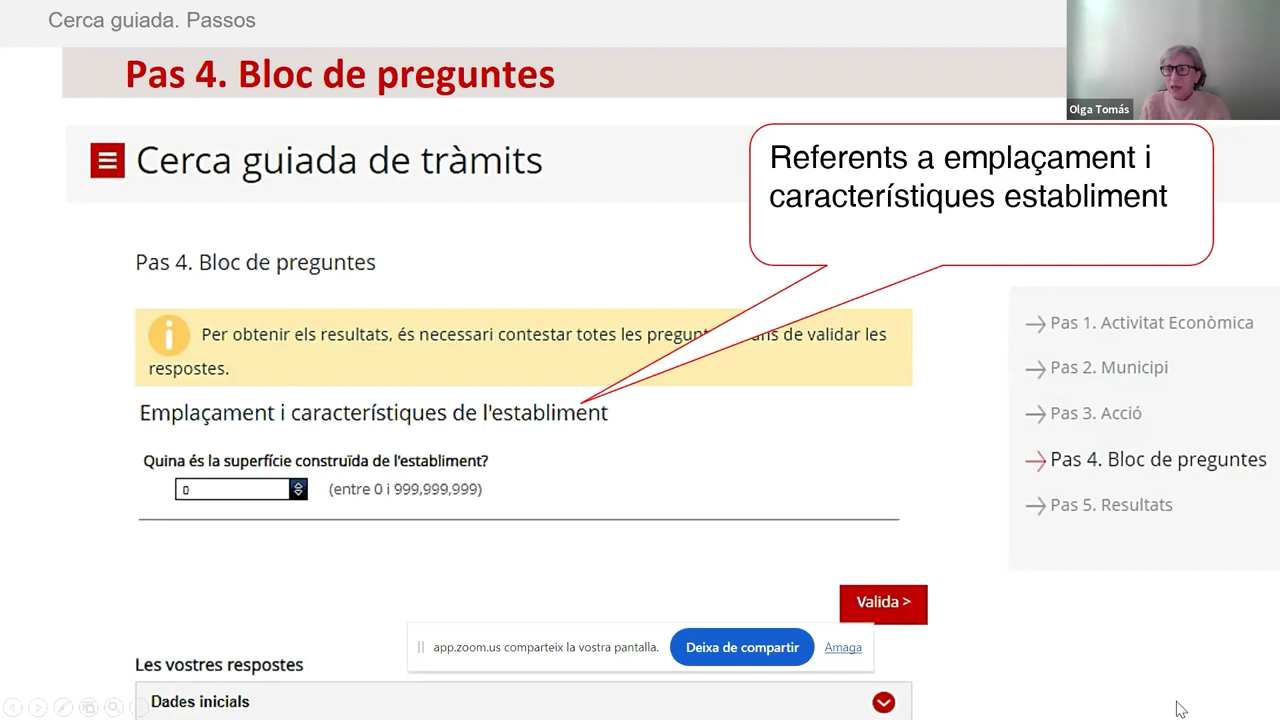 Cerca guiada. Passos
Pas 4. Bloc de preguntes
Olga Tomás
Cerca guiada de tràmits
Referents a emplaçament i
característiques establiment
Pas 4. Bloc de preguntes
Per obtenir els resultats, és necessari contestar totes les de validar les
respostes.
Emplaçament i característiques de l'establiment
Quina és la superfície construïda de l'establiment?
0 (entre 0 i 999,999,999)
Pas 1. Activitat Econòmica
Pas 2. Municipi
Pas 3. Acció
Pas 4. Bloc de preguntes
Pas 5. Resultats
Valida >
app.zoom.us comparteix la vostra pantalla. Deixa de compartir Amaga
Les vostres respostes
Dades inicials